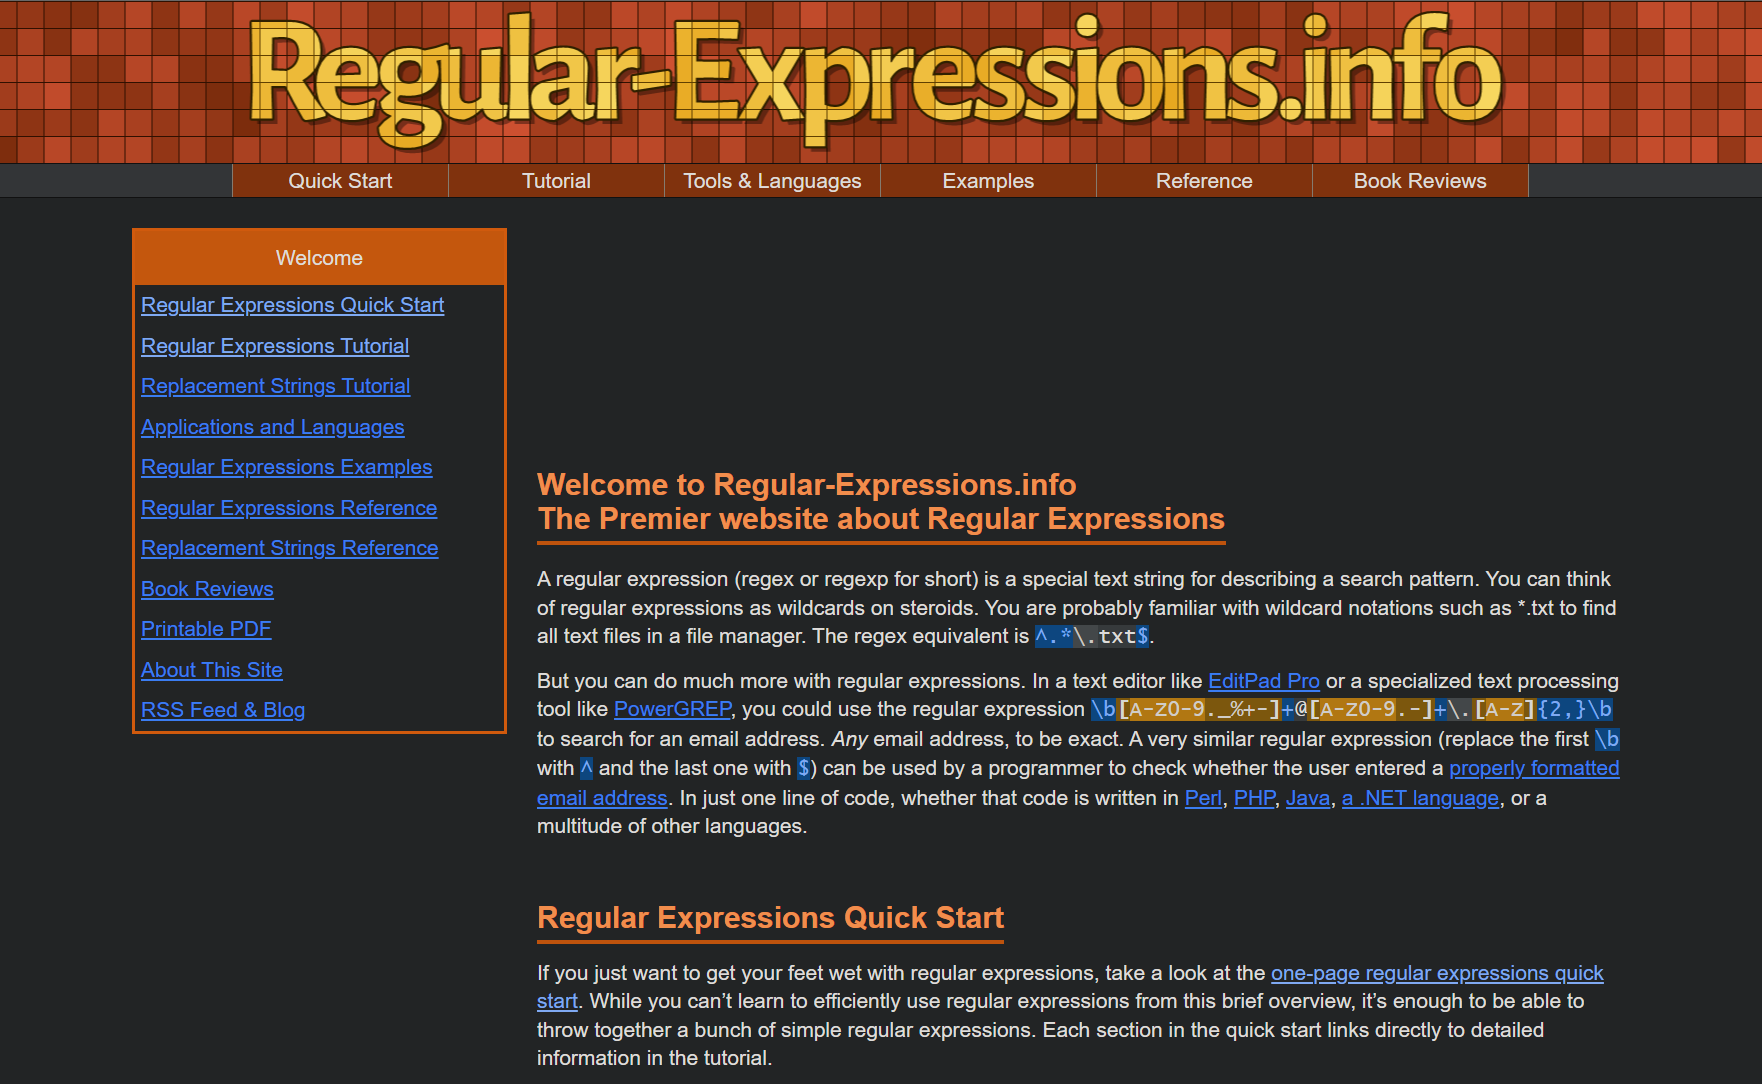 Regular-Expressions.info
Quick Start
Tutorial
Tools & Languages
Examples
Reference
Book Reviews
Welcome
Regular Expressions Quick Start
Regular Expressions Tutorial
Replacement Strings Tutorial
Applications and Languages
Regular Expressions Examples
Regular Expressions Reference
Replacement Strings Reference
Book Reviews
Printable PDF
About This Site
RSS Feed & Blog
Welcome to Regular-Expressions.info
The Premier website about Regular Expressions
A regular expression (regex or regexp for short) is a special text string for describing a search pattern. You can think
of regular expressions as wildcards on steroids. You are probably familiar with wildcard notations such as *.txt to find
all text files in a file manager. The regex equivalent is ^.*\.txt$.
But you can do much more with regular expressions. In a text editor like EditPad Pro or a specialized text processing
tool like PowerGREP, you could use the regular expression \b[A-Z0-9._%+-]+@[A-Z0-9.-]+\.[A-Z]{2,}\b
to search for an email address. Any email address, to be exact. A very similar regular expression (replace the first \b
with ^ and the last one with $) can be used by a programmer to check whether the user entered a properly formatted
email address. In just one line of code, whether that code is written in Perl, PHP, Java, a .NET language, or a
multitude of other languages.
Regular Expressions Quick Start
If you just want to get your feet wet with regular expressions, take a look at the one-page regular expressions quick
start. While you can’t learn to efficiently use regular expressions from this brief overview, it’s enough to be able to
throw together a bunch of simple regular expressions. Each section in the quick start links directly to detailed
information in the tutorial.